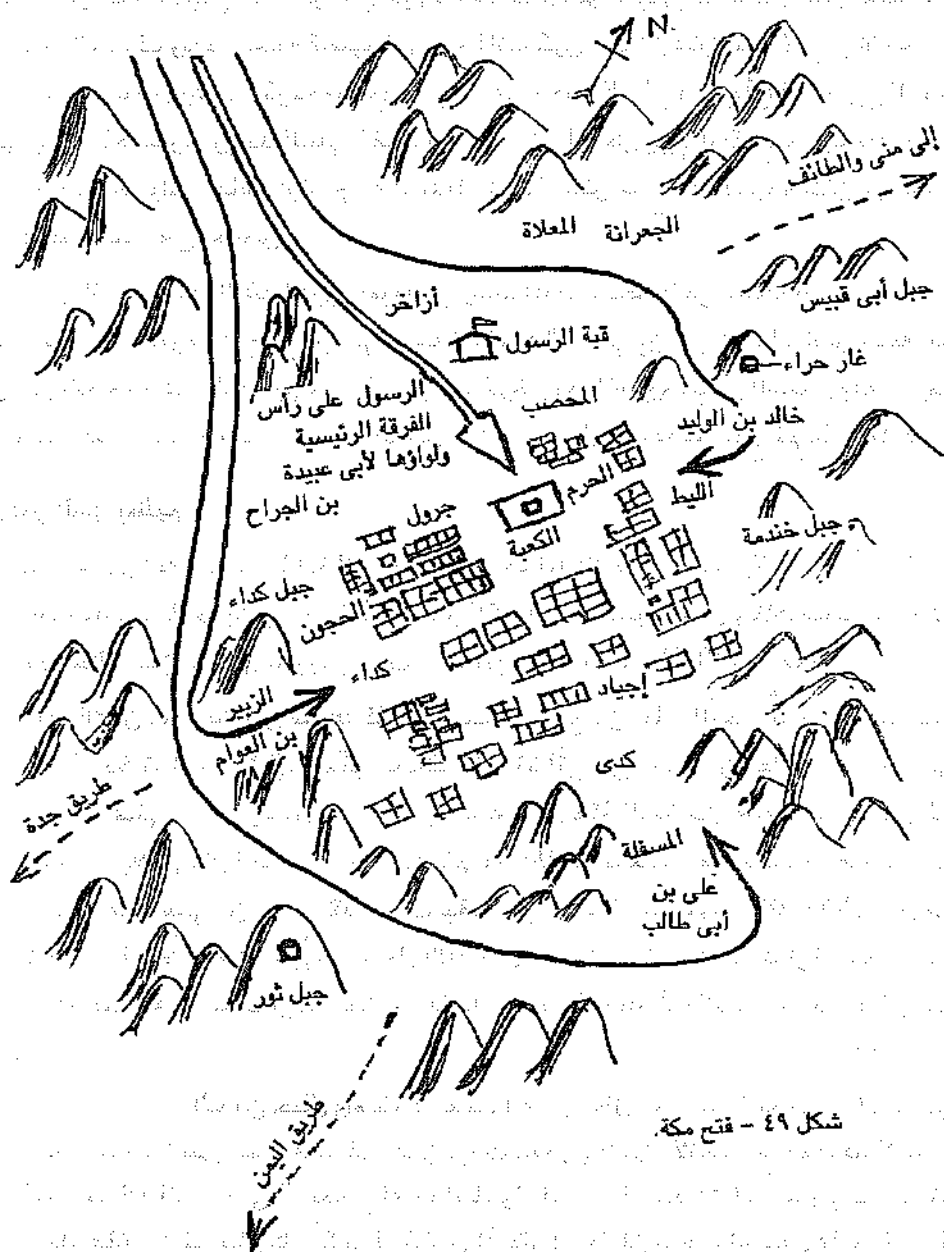 N.
إلى منى والطائف
الجعرانة
المعلاة
جبل أبى قبيس
أزاخر
قبة الرسول
غار حراء
الرسول على رأس
الفرقة الرئيسية
ولواؤها لأبى عبيدة
بن الجراح
المحصب
خالد بن الوليد
الحرم
الليط
جرول
الكعبة
جبل خندمة
جبل كداء
الحجون
كداء
إجياد
الزبير
بن العوام
كدى
طريق جدة
المسفلة
على بن
أبى طالب
جبل ثور
طريق اليمن
شكل ٤٩ - فتح مكة.